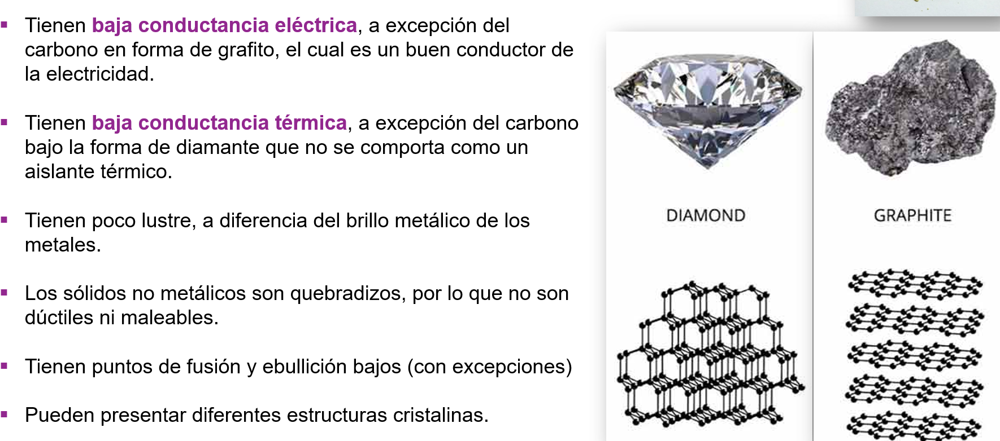 Tienen baja conductancia eléctrica, a excepción del
carbono en forma de grafito, el cual es un buen conductor de
la electricidad.
Tienen baja conductancia térmica, a excepción del carbono
bajo la forma de diamante que no se comporta como un
aislante térmico.
Tienen poco lustre, a diferencia del brillo metálico de los
metales.
Los sólidos no metálicos son quebradizos, por lo que no son
dúctiles ni maleables.
Tienen puntos de fusión y ebullición bajos (con excepciones)
Pueden presentar diferentes estructuras cristalinas.
DIAMOND
GRAPHITE